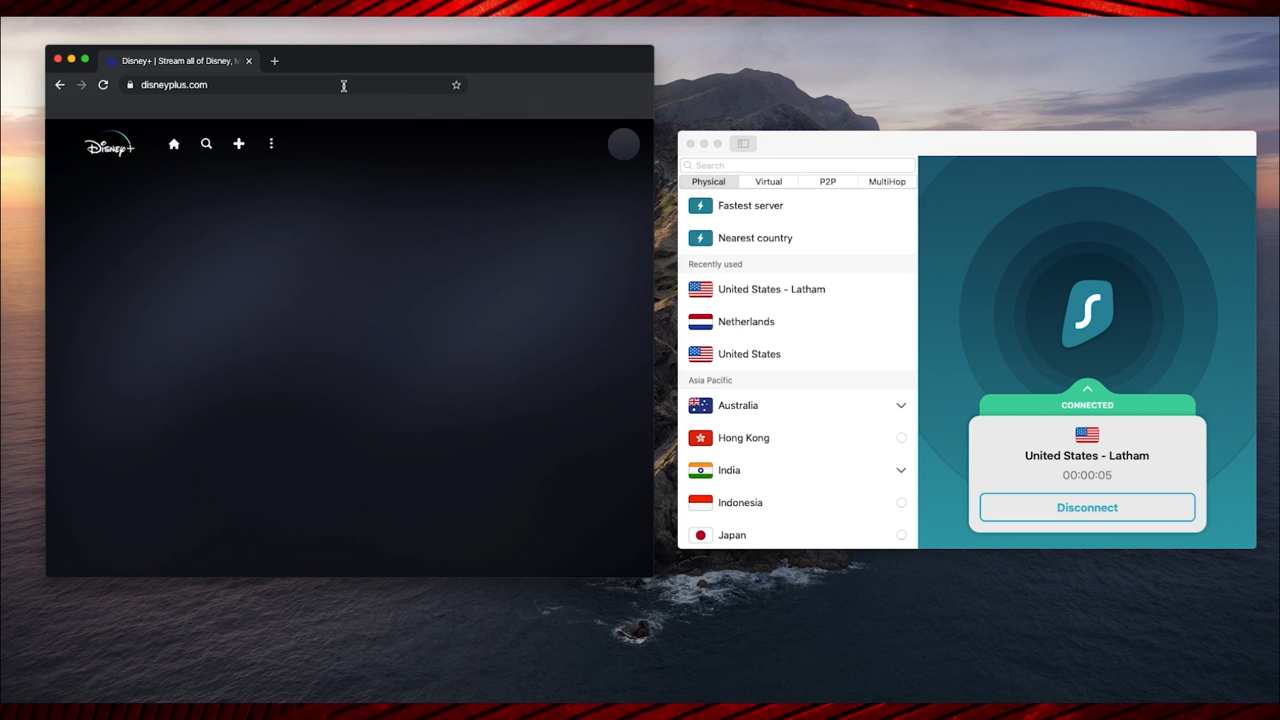 Disney+ | Stream all of Disney, M
disneyplus.com
Disney+
Search
Physical
Virtual
P2P
MultiHop
Fastest server
Nearest country
Recently used
United States - Latham
Netherlands
United States
Asia Pacific
Australia
Hong Kong
India
Indonesia
Japan
S
CONNECTED
United States - Latham
00:00:05
Disconnect